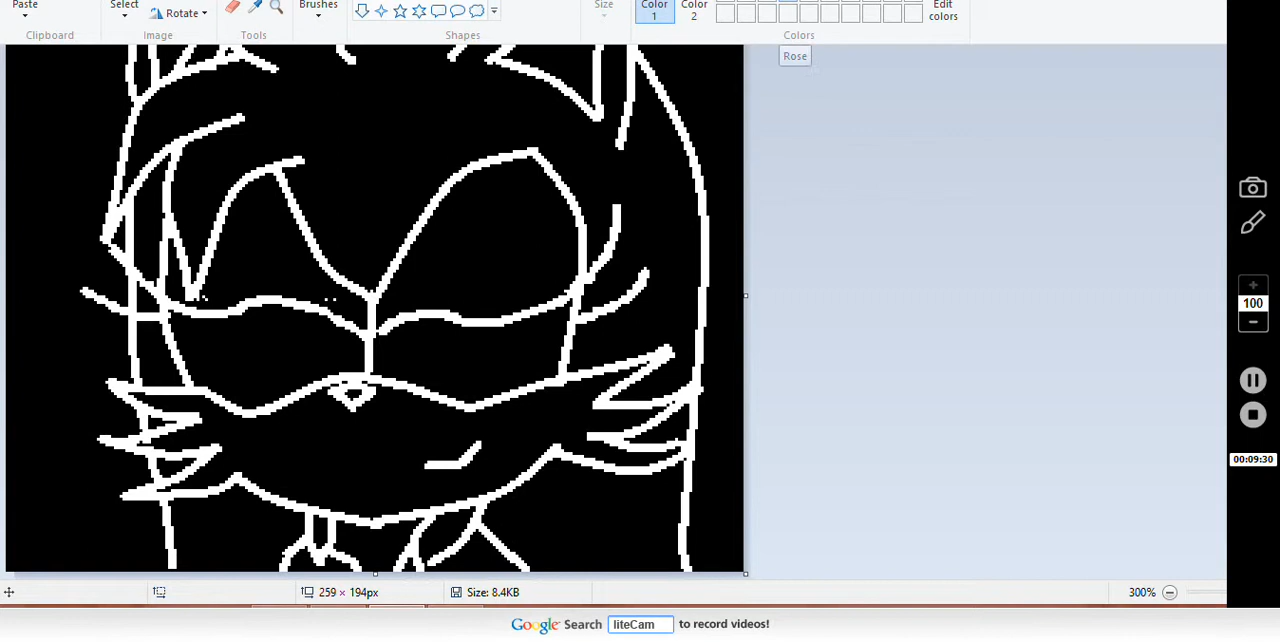 Paste
Select
Rotate
Brushes
Size
Color
1
Color
2
Edit
colors
Clipboard
Image
Tools
Shapes
Colors
Rose
100
00:09:30
259 × 194px
Size: 8.4KB
300%
Google Search liteCam to record videos!